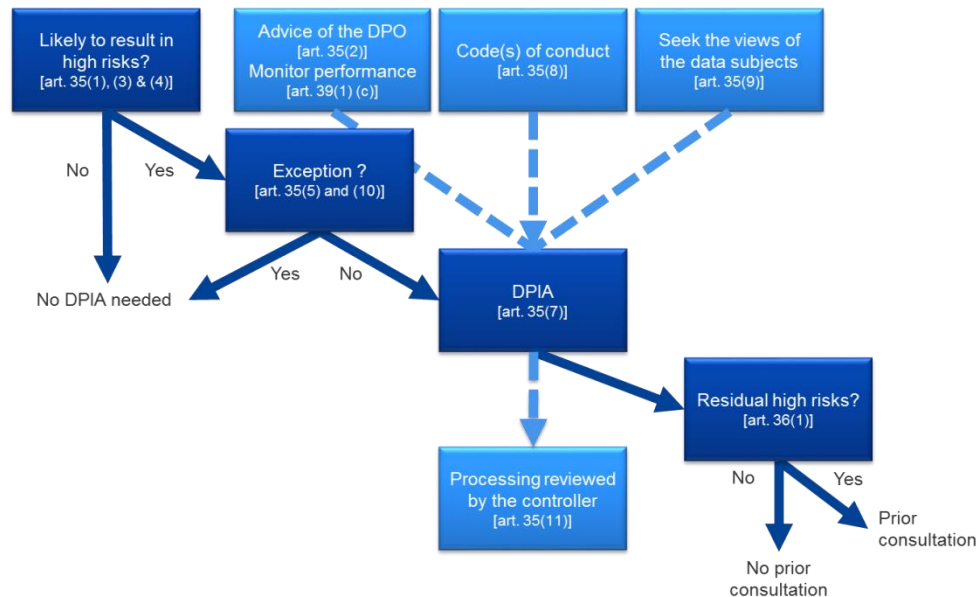 Likely to result in
high risks?
[art. 35(1), (3) & (4)]
Advice of the DPO
[art. 35(2)]
Monitor performance
[art. 39(1) (c)]
Code(s) of conduct
[art. 35(8)]
Seek the views of
the data subjects
[art. 35(9)]
No
Yes
Exception ?
[art. 35(5) and (10)]
Yes
No
No DPIA needed
DPIA
[art. 35(7)]
Residual high risks?
[art. 36(1)]
Processing reviewed
by the controller
[art. 35(11)]
No
Yes
Prior
consultation
No prior
consultation